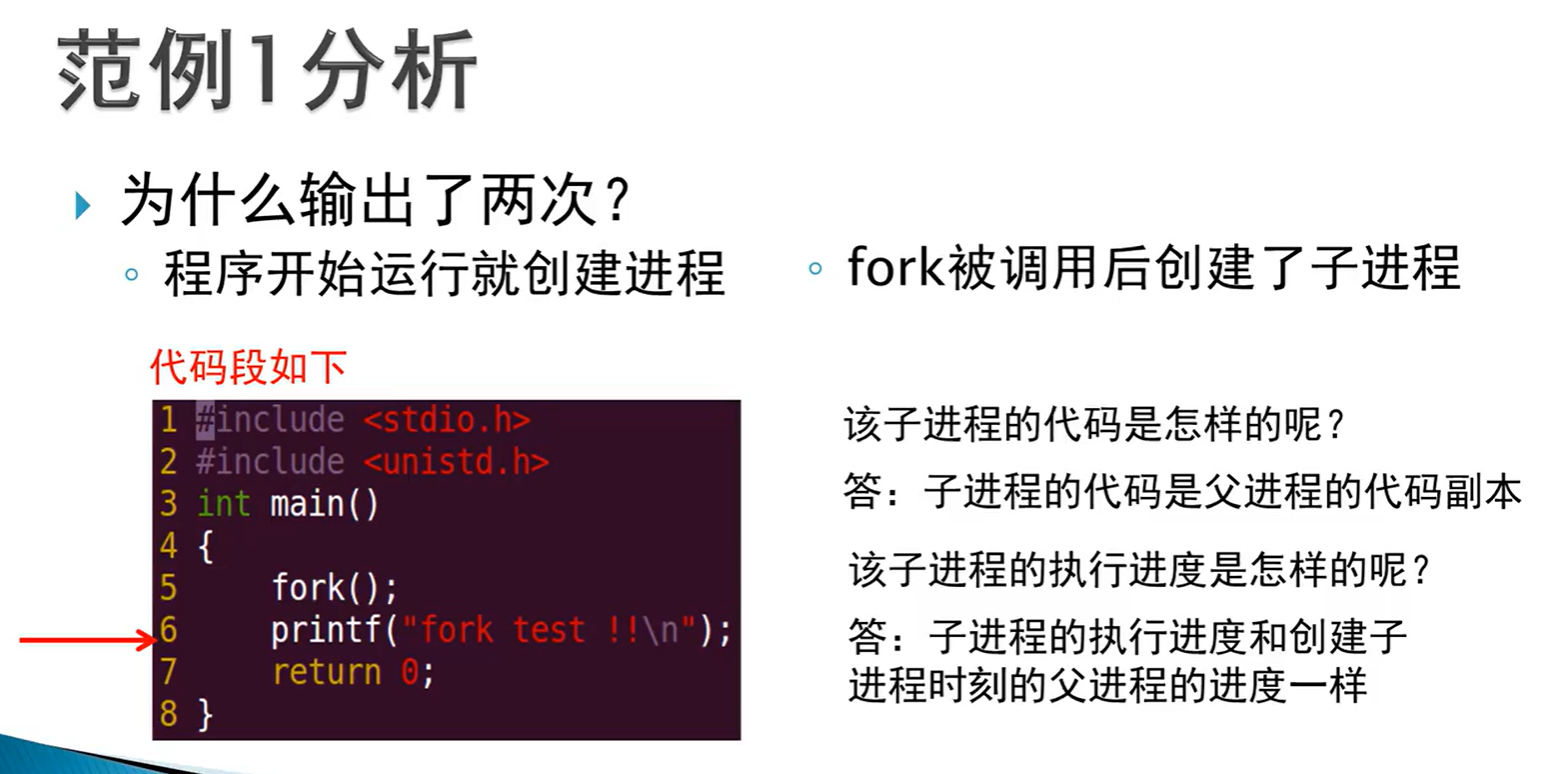 范例1分析
为什么输出了两次?
程序开始运行就创建进程
代码段如下
1 #include <stdio.h>
2 #include <unistd.h>
3 int main()
4 {
5     fork();
6     printf("fork test !!\n");
7     return 0;
8 }
fork被调用后创建了子进程
该子进程的代码是怎样的呢?
答：子进程的代码是父进程的代码副本
该子进程的执行进度是怎样的呢?
答：子进程的执行进度和创建子
进程时刻的父进程的进度一样